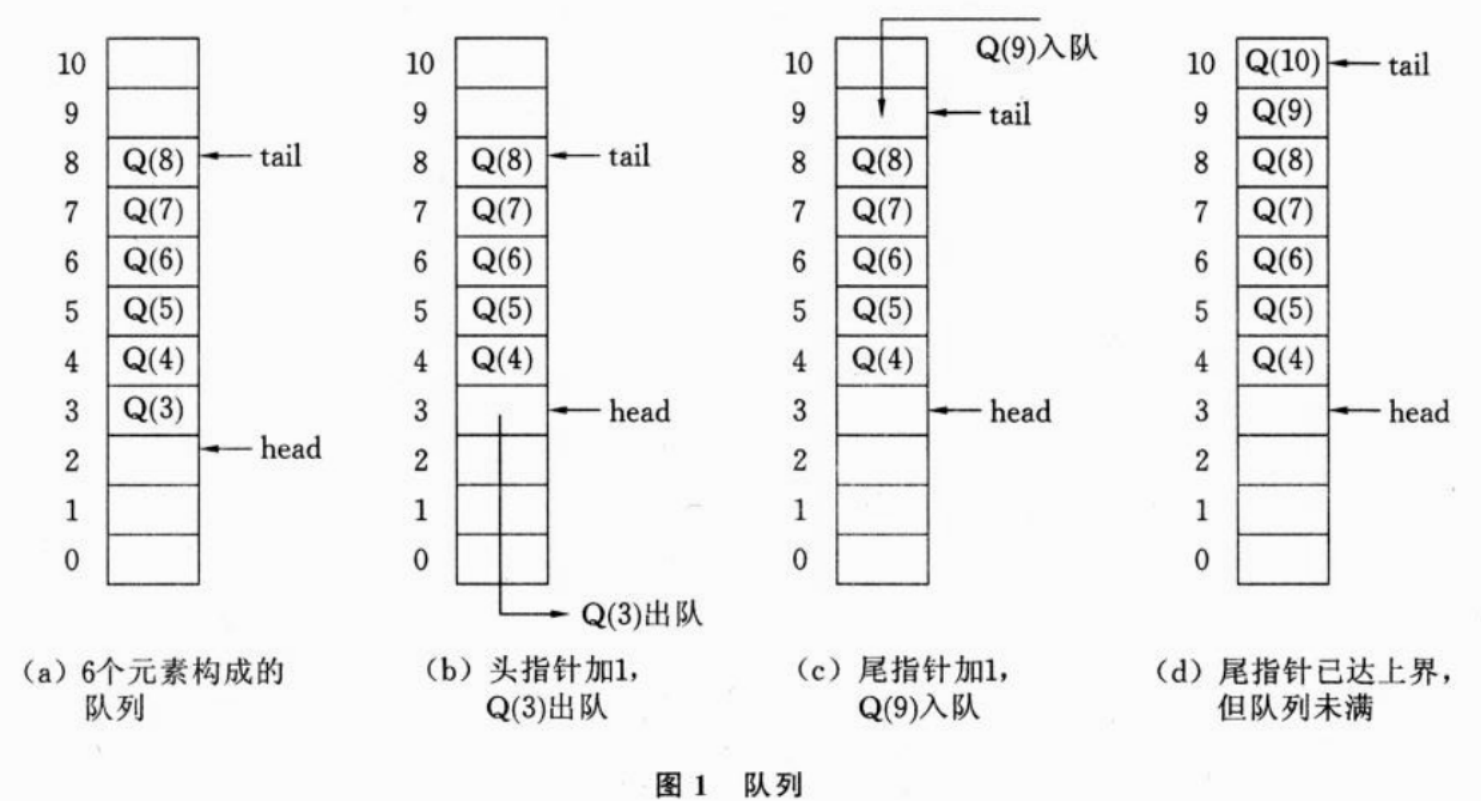 10
9
8 Q(8) tail
7 Q(7)
6 Q(6)
5 Q(5)
4 Q(4)
3 Q(3)
2 head
1
0
(a) 6个元素构成的
队列
10
9
8 Q(8) tail
7 Q(7)
6 Q(6)
5 Q(5)
4 Q(4)
3 head
2
1
0
Q(3)出队
(b) 头指针加1,
Q(3)出队
Q(9)入队
10
9 tail
8 Q(8)
7 Q(7)
6 Q(6)
5 Q(5)
4 Q(4)
3 head
2
1
0
(c) 尾指针加1,
Q(9)入队
10 Q(10) tail
9 Q(9)
8 Q(8)
7 Q(7)
6 Q(6)
5 Q(5)
4 Q(4)
3 head
2
1
0
(d) 尾指针已达上界,
但队列未满
图 1 队列